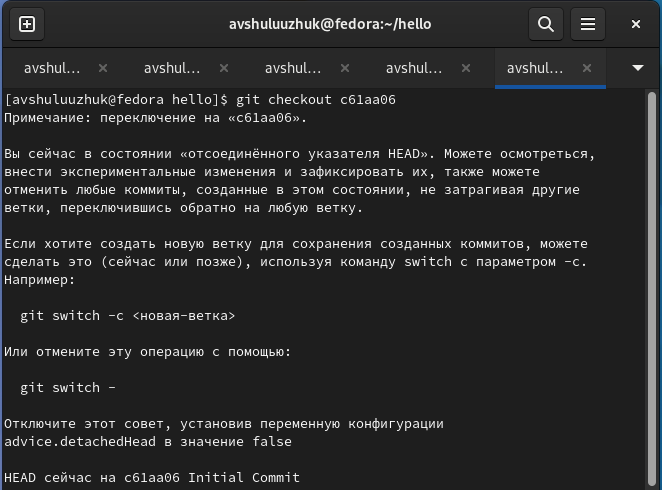 avshuluuzhuk@fedora:~/hello
avshul... avshul... avshul... avshul... avshul...
[avshuluuzhuk@fedora hello]$ git checkout c61aa06
Примечание: переключение на «c61aa06».
Вы сейчас в состоянии «отсоединённого указателя HEAD». Можете осмотреться,
внести экспериментальные изменения и зафиксировать их, также можете
отменить любые коммиты, созданные в этом состоянии, не затрагивая другие
ветки, переключившись обратно на любую ветку.
Если хотите создать новую ветку для сохранения созданных коммитов, можете
сделать это (сейчас или позже), используя команду switch с параметром -c.
Например:
git switch -c <новая-ветка>
Или отмените эту операцию с помощью:
git switch -
Отключите этот совет, установив переменную конфигурации
advice.detachedHead в значение false
HEAD сейчас на c61aa06 Initial Commit